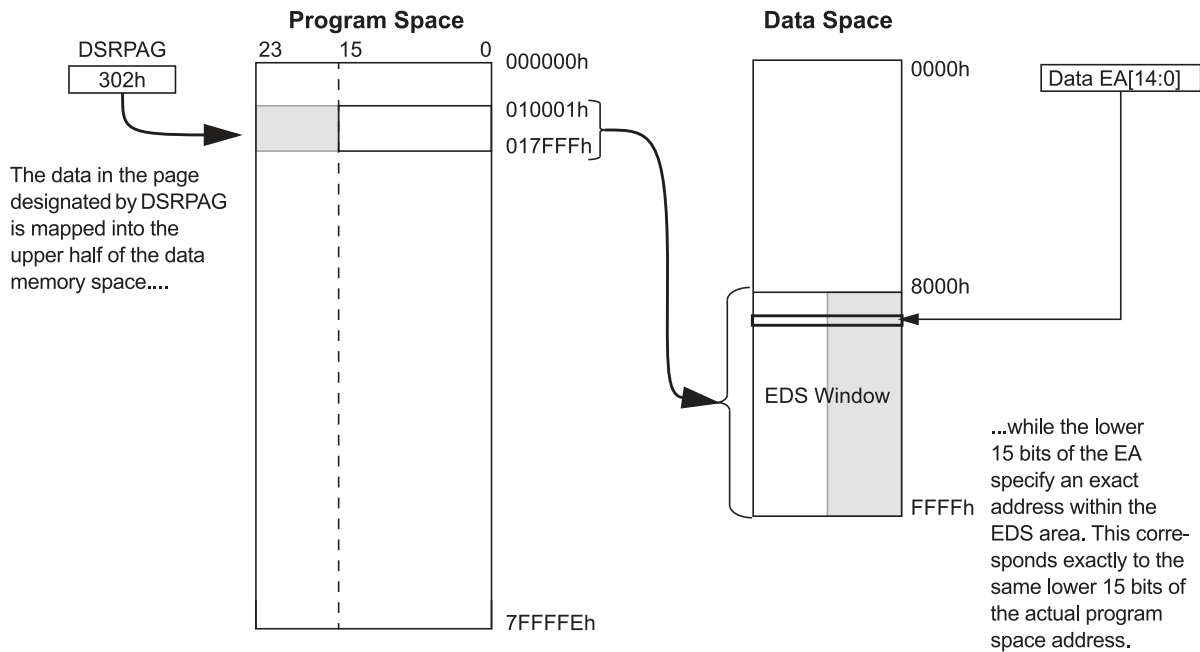 Program Space
Data Space
DSRPAG
302h
23
15
0
000000h
010001h
017FFFh
7FFFFEh
The data in the page
designated by DSRPAG
is mapped into the
upper half of the data
memory space....
0000h
8000h
FFFFh
EDS Window
Data EA[14:0]
...while the lower
15 bits of the EA
specify an exact
address within the
EDS area. This corre-
sponds exactly to the
same lower 15 bits of
the actual program
space address.